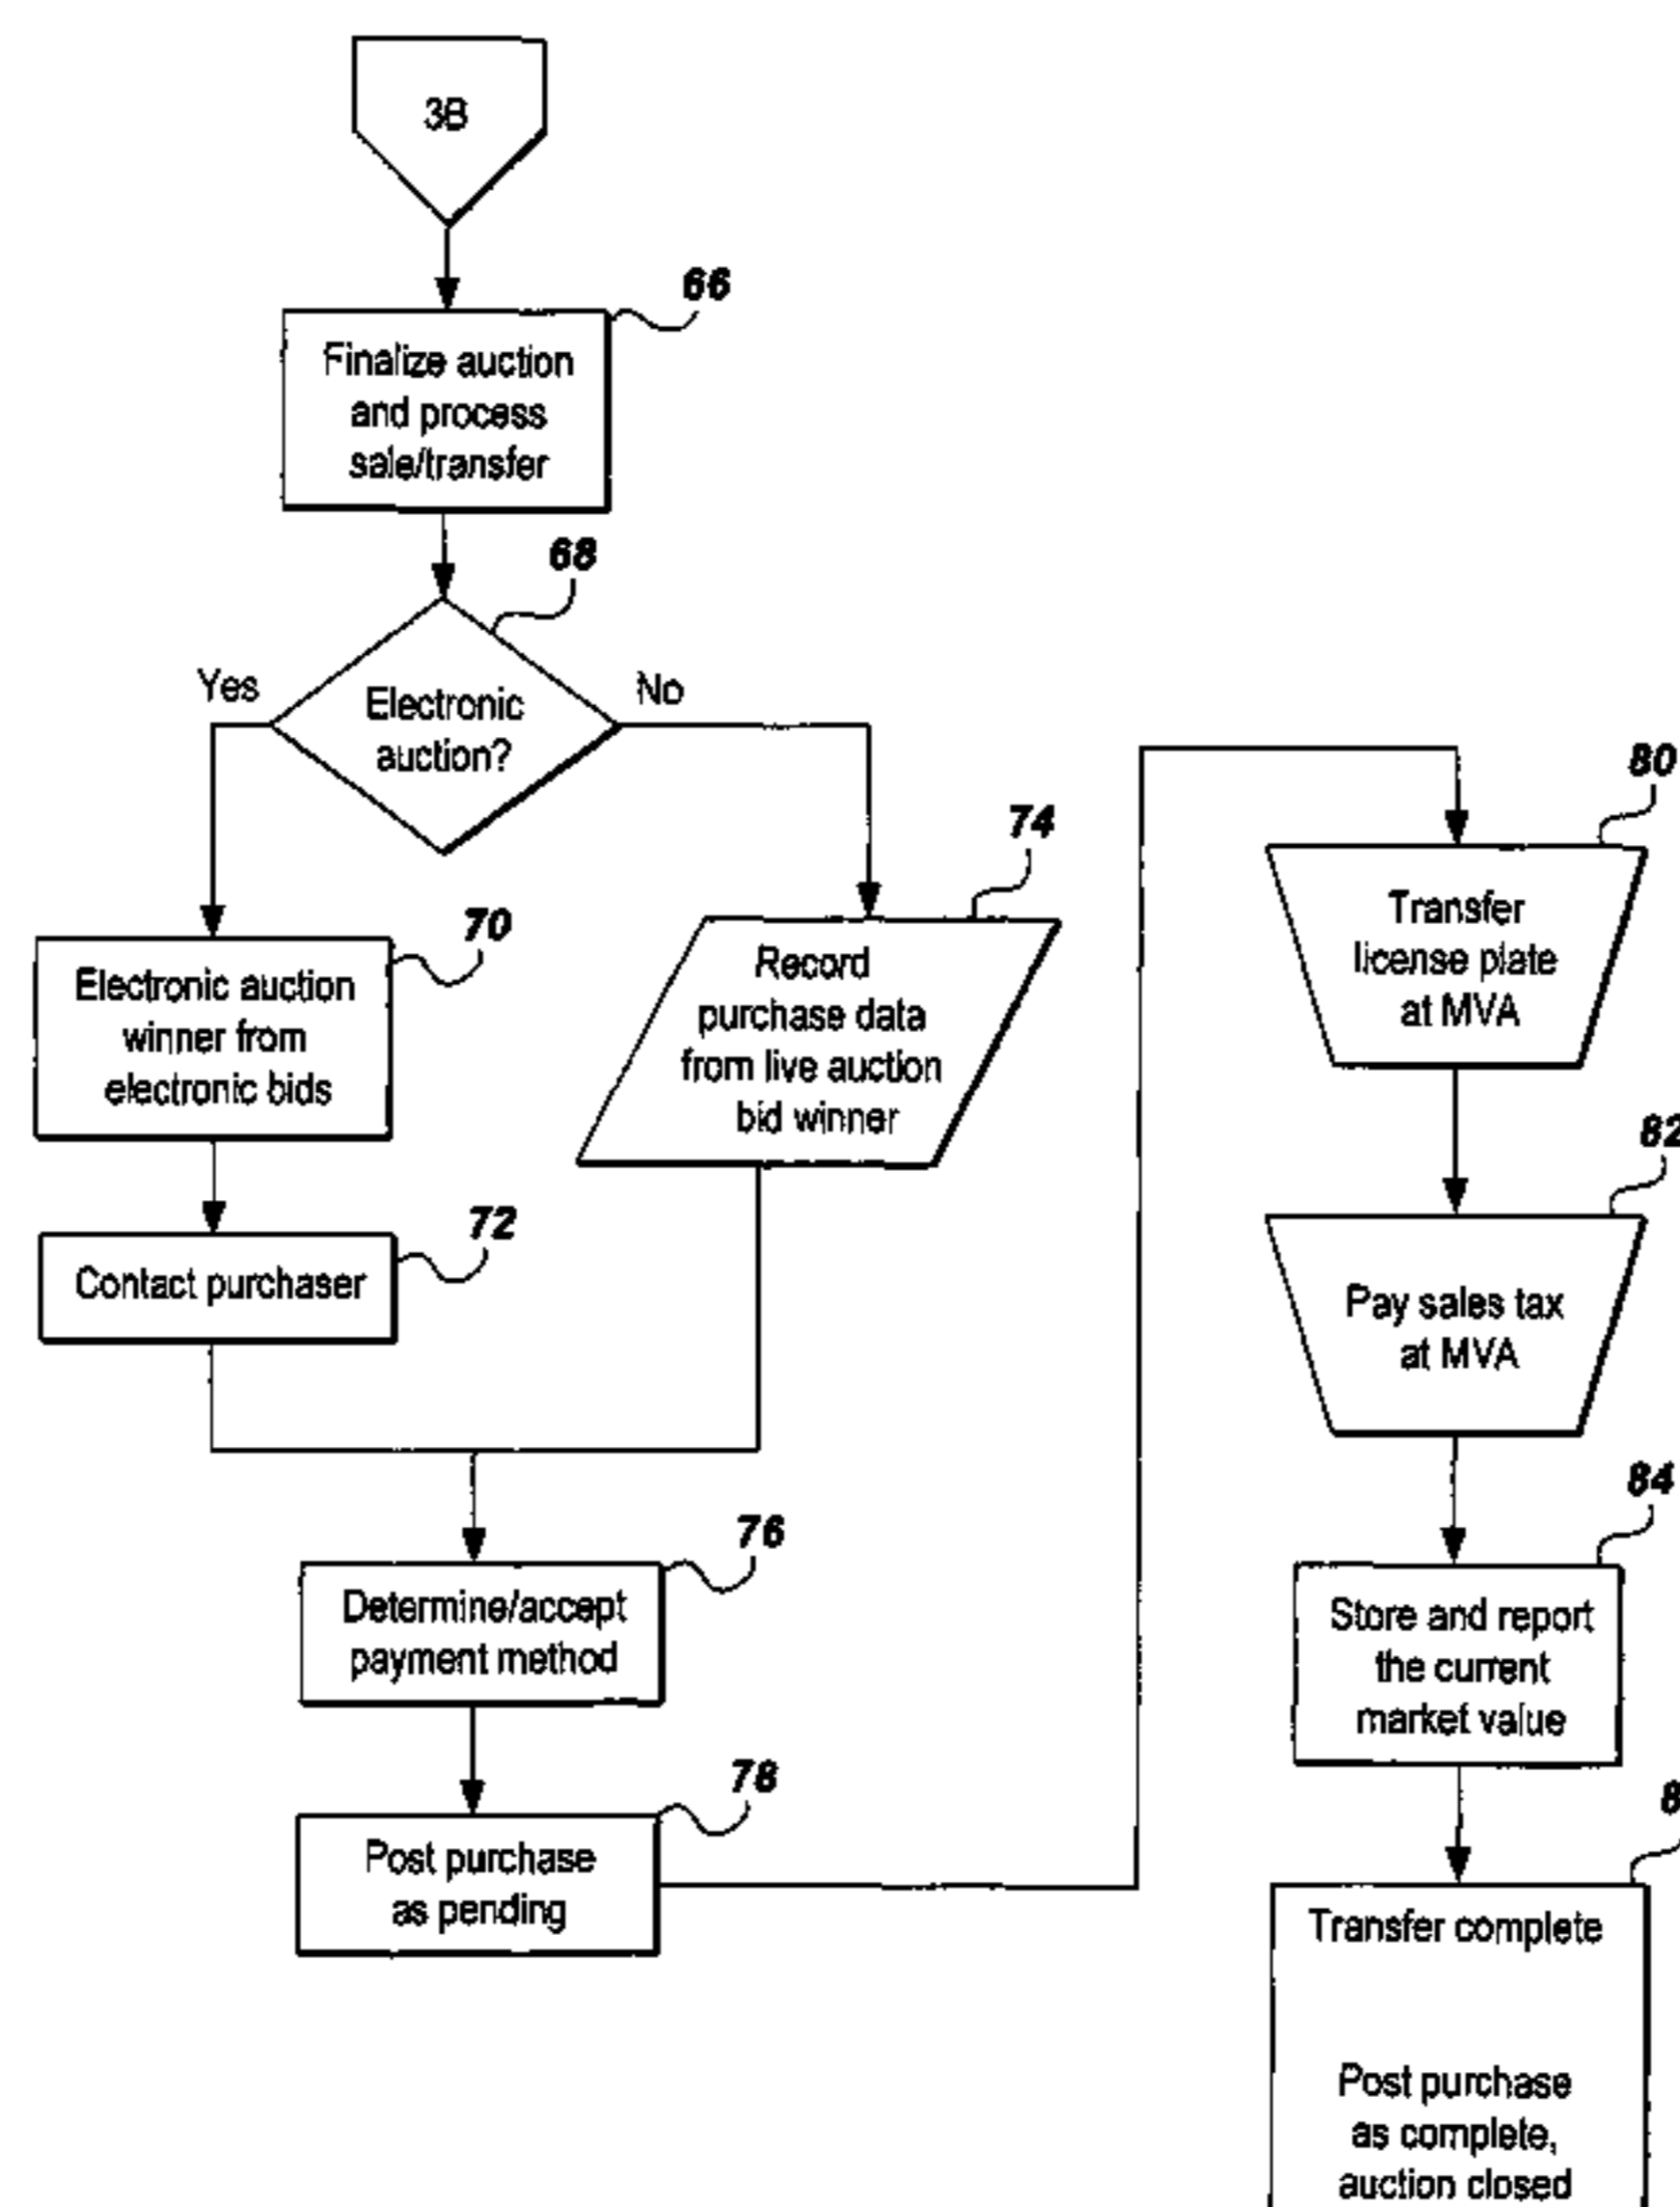 3B
66
Finalize auction
and process
sale/transfer
68
Yes
Electronic
auction?
No
70
Electronic auction
winner from
electronic bids
74
Record
purchase data
from live auction
bid winner
72
Contact purchaser
76
Determine/accept
payment method
78
Post purchase
as pending
80
Transfer
license plate
at MVA
82
Pay sales tax
at MVA
84
Store and report
the current
market value
Transfer complete
Post purchase
as complete,
auction closed